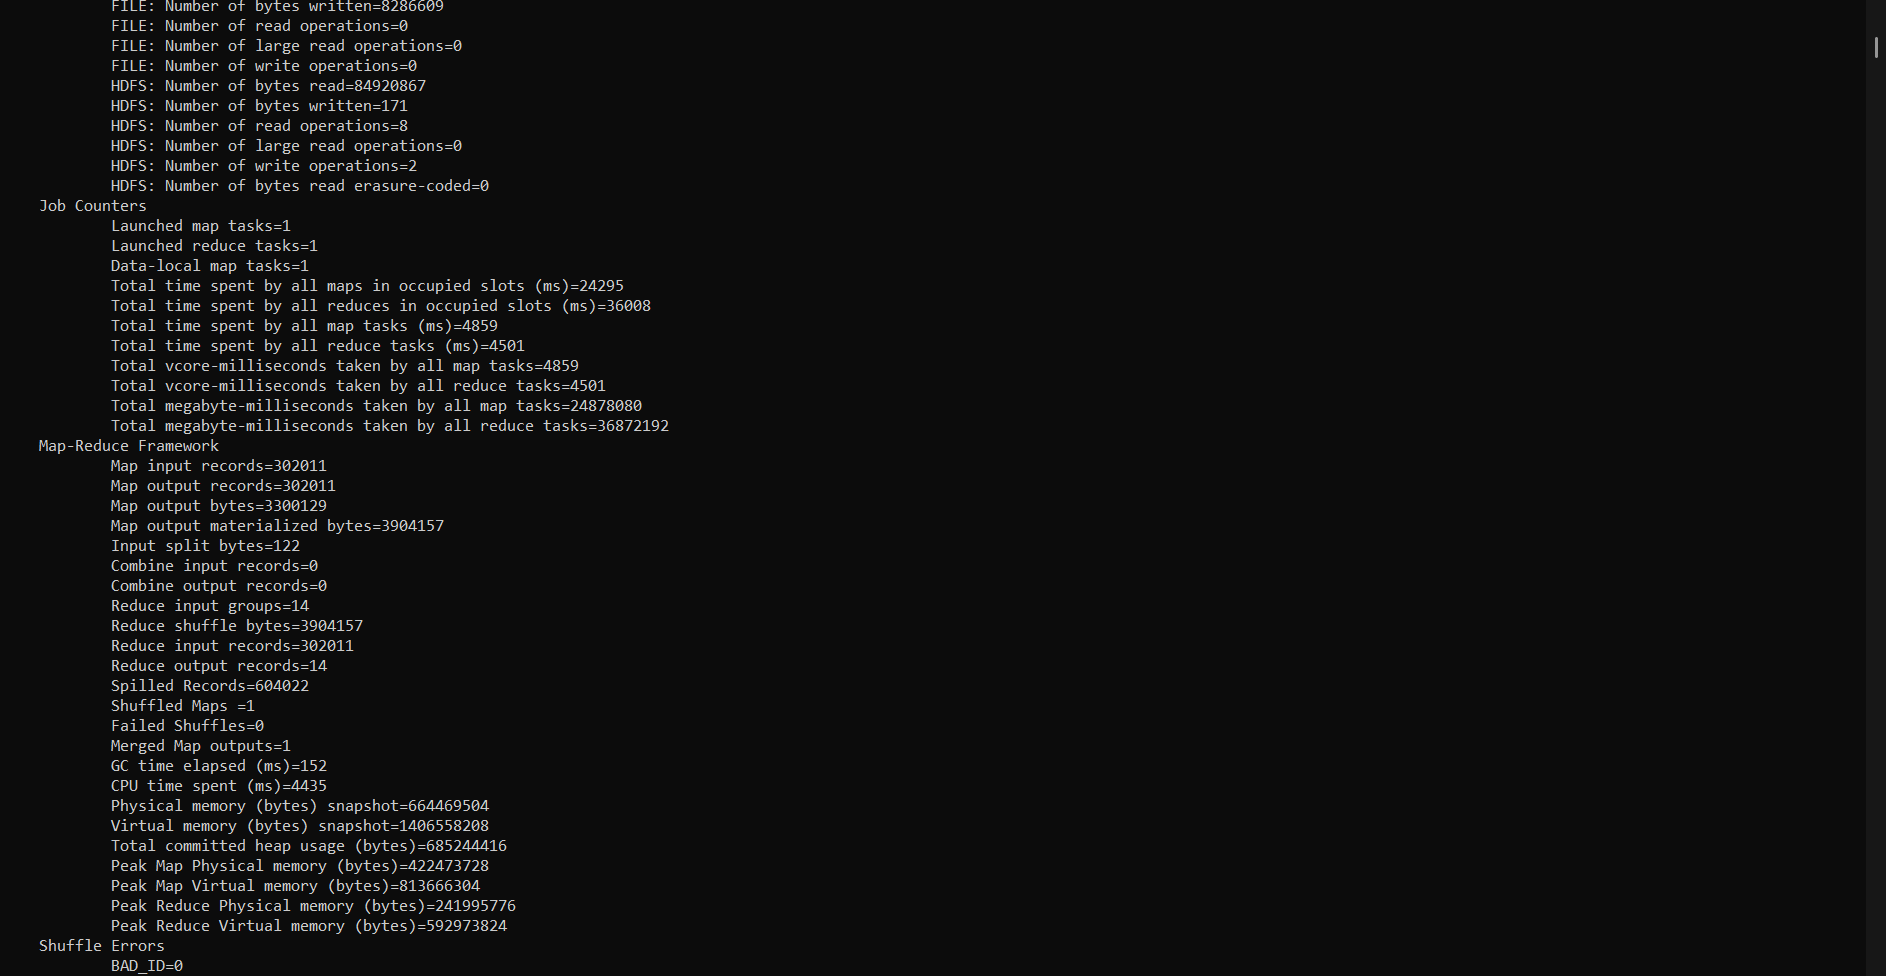 FILE: Number of bytes written=8286609
FILE: Number of read operations=0
FILE: Number of large read operations=0
FILE: Number of write operations=0
HDFS: Number of bytes read=84920867
HDFS: Number of bytes written=171
HDFS: Number of read operations=8
HDFS: Number of large read operations=0
HDFS: Number of write operations=2
HDFS: Number of bytes read erasure-coded=0
Job Counters
Launched map tasks=1
Launched reduce tasks=1
Data-local map tasks=1
Total time spent by all maps in occupied slots (ms)=24295
Total time spent by all reduces in occupied slots (ms)=36008
Total time spent by all map tasks (ms)=4859
Total time spent by all reduce tasks (ms)=4501
Total vcore-milliseconds taken by all map tasks=4859
Total vcore-milliseconds taken by all reduce tasks=4501
Total megabyte-milliseconds taken by all map tasks=24878080
Total megabyte-milliseconds taken by all reduce tasks=36872192
Map-Reduce Framework
Map input records=302011
Map output records=302011
Map output bytes=3300129
Map output materialized bytes=3904157
Input split bytes=122
Combine input records=0
Combine output records=0
Reduce input groups=14
Reduce shuffle bytes=3904157
Reduce input records=302011
Reduce output records=14
Spilled Records=604022
Shuffled Maps =1
Failed Shuffles=0
Merged Map outputs=1
GC time elapsed (ms)=152
CPU time spent (ms)=4435
Physical memory (bytes) snapshot=664469504
Virtual memory (bytes) snapshot=1406558208
Total committed heap usage (bytes)=685244416
Peak Map Physical memory (bytes)=422473728
Peak Map Virtual memory (bytes)=813666304
Peak Reduce Physical memory (bytes)=241995776
Peak Reduce Virtual memory (bytes)=592973824
Shuffle Errors
BAD_ID=0